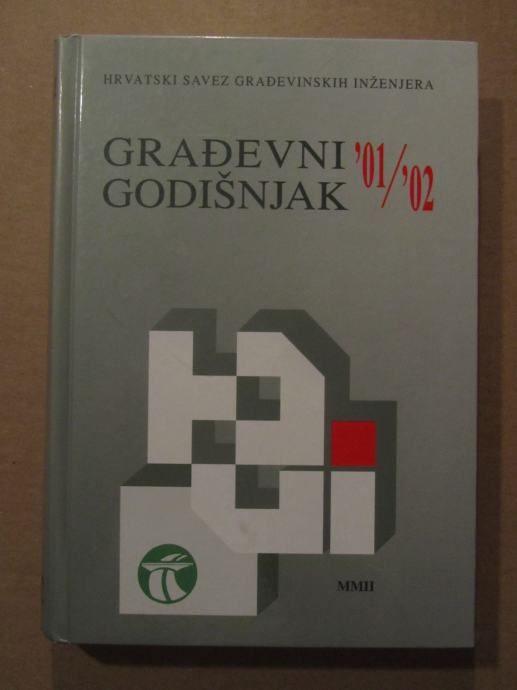 HRVATSKI SAVEZ GRAĐEVINSKIH INŽENJERA
GRAĐEVNI
GODIŠNJAK
’01/’02
MMII